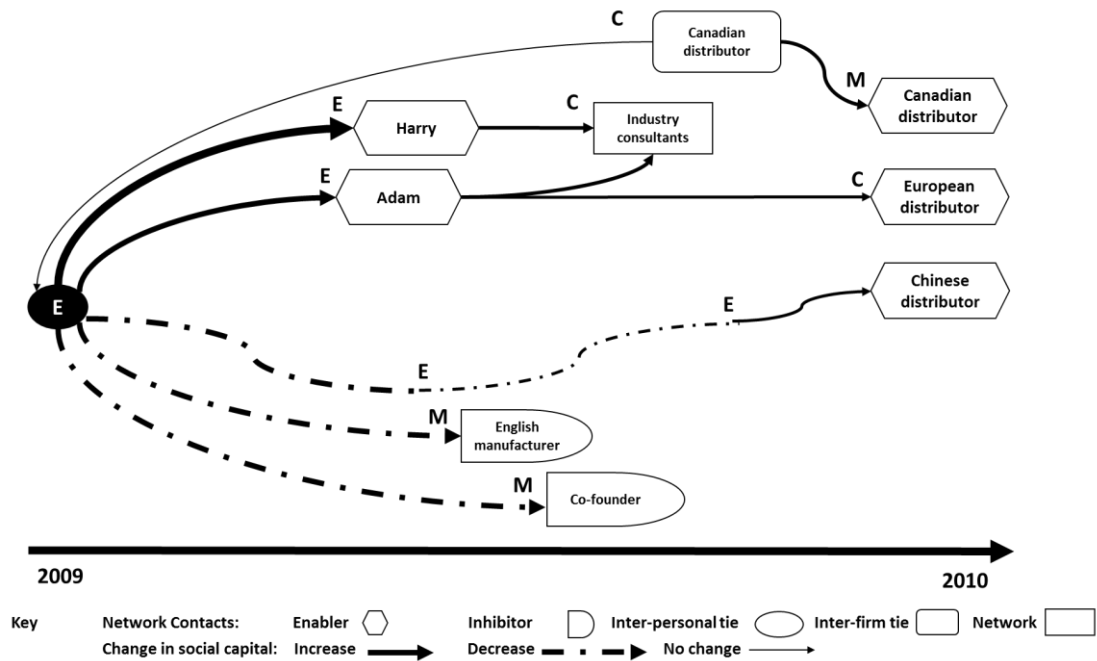 C
Canadian
distributor
M
Canadian
distributor
E
Harry
C
Industry
consultants
E
Adam
C
European
distributor
E
Chinese
distributor
E
E
M
English
manufacturer
M
Co-founder
2009
2010
Key Network Contacts: Enabler Inhibitor Inter-personal tie Inter-firm tie Network
Change in social capital: Increase Decrease No change